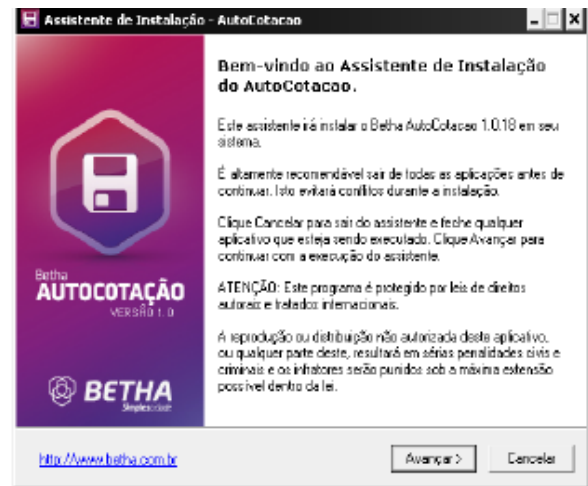 Assistente de Instalação - AutoCotacao
Bem-vindo ao Assistente de Instalação
do AutoCotacao.
Este assistente irá instalar o Betha AutoCotacao 1.0.18 em seu
sistema.
É altamente recomendável sair de todas as aplicações antes de
continuar. Isto evitará conflitos durante a instalação.
Clique Cancelar para sair do assistente e feche qualquer
aplicativo que esteja sendo executado. Clique Avançar para
continuar com a execução do assistente.
ATENÇÃO: Este programa é protegido por leis de direitos
autorais e tratados internacionais.
A reprodução ou distribuição não autorizada deste aplicativo,
ou qualquer parte deste, resultará em sérias penalidades civis e
criminais e os infratores serão punidos sob a máxima extensão
possível dentro da lei.
Betha
AUTOCOTAÇÃO
VERSÃO 1.0
BETHA
http://www.betha.com.br
Avançar >
Cancelar